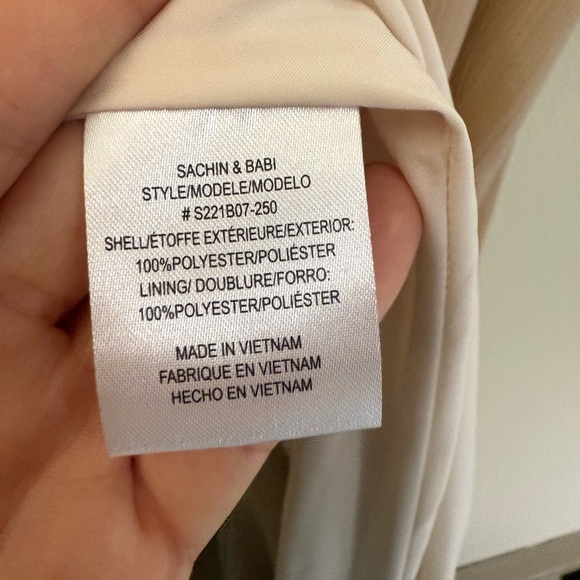 SACHIN & BABI
STYLE/MODELE/MODELO
# S221B07-250
SHELL/ÉTOFFE EXTÉRIEURE/EXTERIOR:
100%POLYESTER/POLIÉSTER
LINING/ DOUBLURE/FORRO:
100%POLYESTER/POLIÉSTER
MADE IN VIETNAM
FABRIQUE EN VIETNAM
HECHO EN VIETNAM